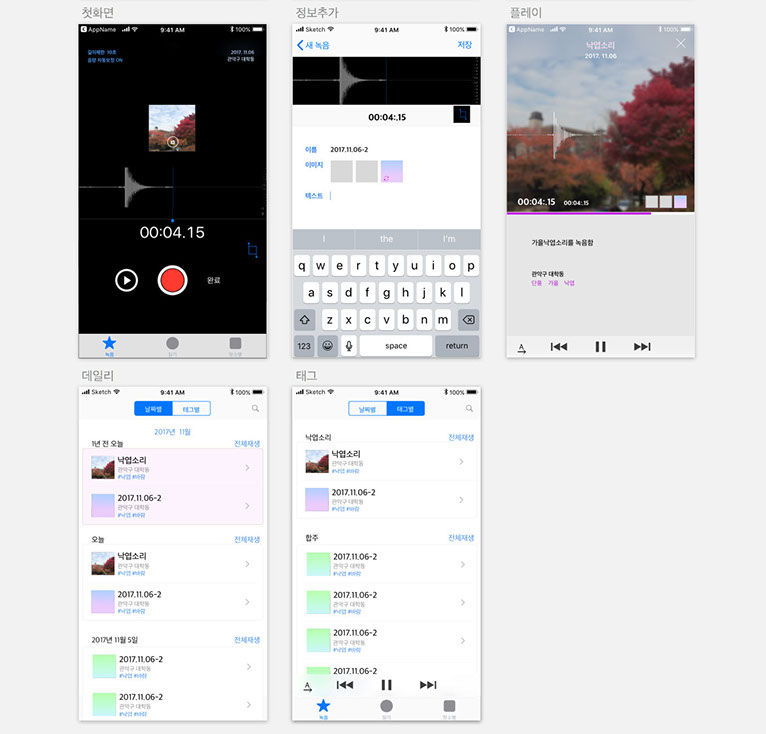 첫화면
AppName
9:41 AM
100%
길이제한 10초
음량 자동보정 ON
2017. 11.06
관악구 대학동
00:04.15
완료
녹음
일기
정보추가
Sketch
9:41 AM
100%
새 녹음
저장
00:04:.15
이름
2017.11.06-2
이미지
텍스트
I
the
I'm
q w e r t y u i o p
a s d f g h j k l
z x c v b n m
123
space
return
플레이
AppName
9:41 AM
100%
낙엽소리
2017. 11.06
00:04:.15
00:04:.15
가을낙엽소리를 녹음함
관악구 대학동
단풍 가을 낙엽
A
데일리
Sketch
9:41 AM
100%
날짜별
태그별
2017년 11월
1년 전 오늘
전체재생
낙엽소리
관악구 대학동
#낙엽 #바람
2017.11.06-2
관악구 대학동
#낙엽 #바람
오늘
전체재생
낙엽소리
관악구 대학동
#낙엽 #바람
2017.11.06-2
관악구 대학동
#낙엽 #바람
2017년 11월 5일
전체재생
2017.11.06-2
관악구 대학동
#낙엽 #바람
2017.11.06-2
관악구 대학동
#낙엽 #바람
태그
Sketch
9:41 AM
100%
날짜별
태그별
낙엽소리
전체재생
낙엽소리
관악구 대학동
#낙엽 #바람
2017.11.06-2
관악구 대학동
#낙엽 #바람
합주
전체재생
2017.11.06-2
관악구 대학동
#낙엽 #바람
2017.11.06-2
관악구 대학동
#낙엽 #바람
2017.11.06-2
관악구 대학동
#낙엽 #바람
2017.11.06-2
A
녹음
일기